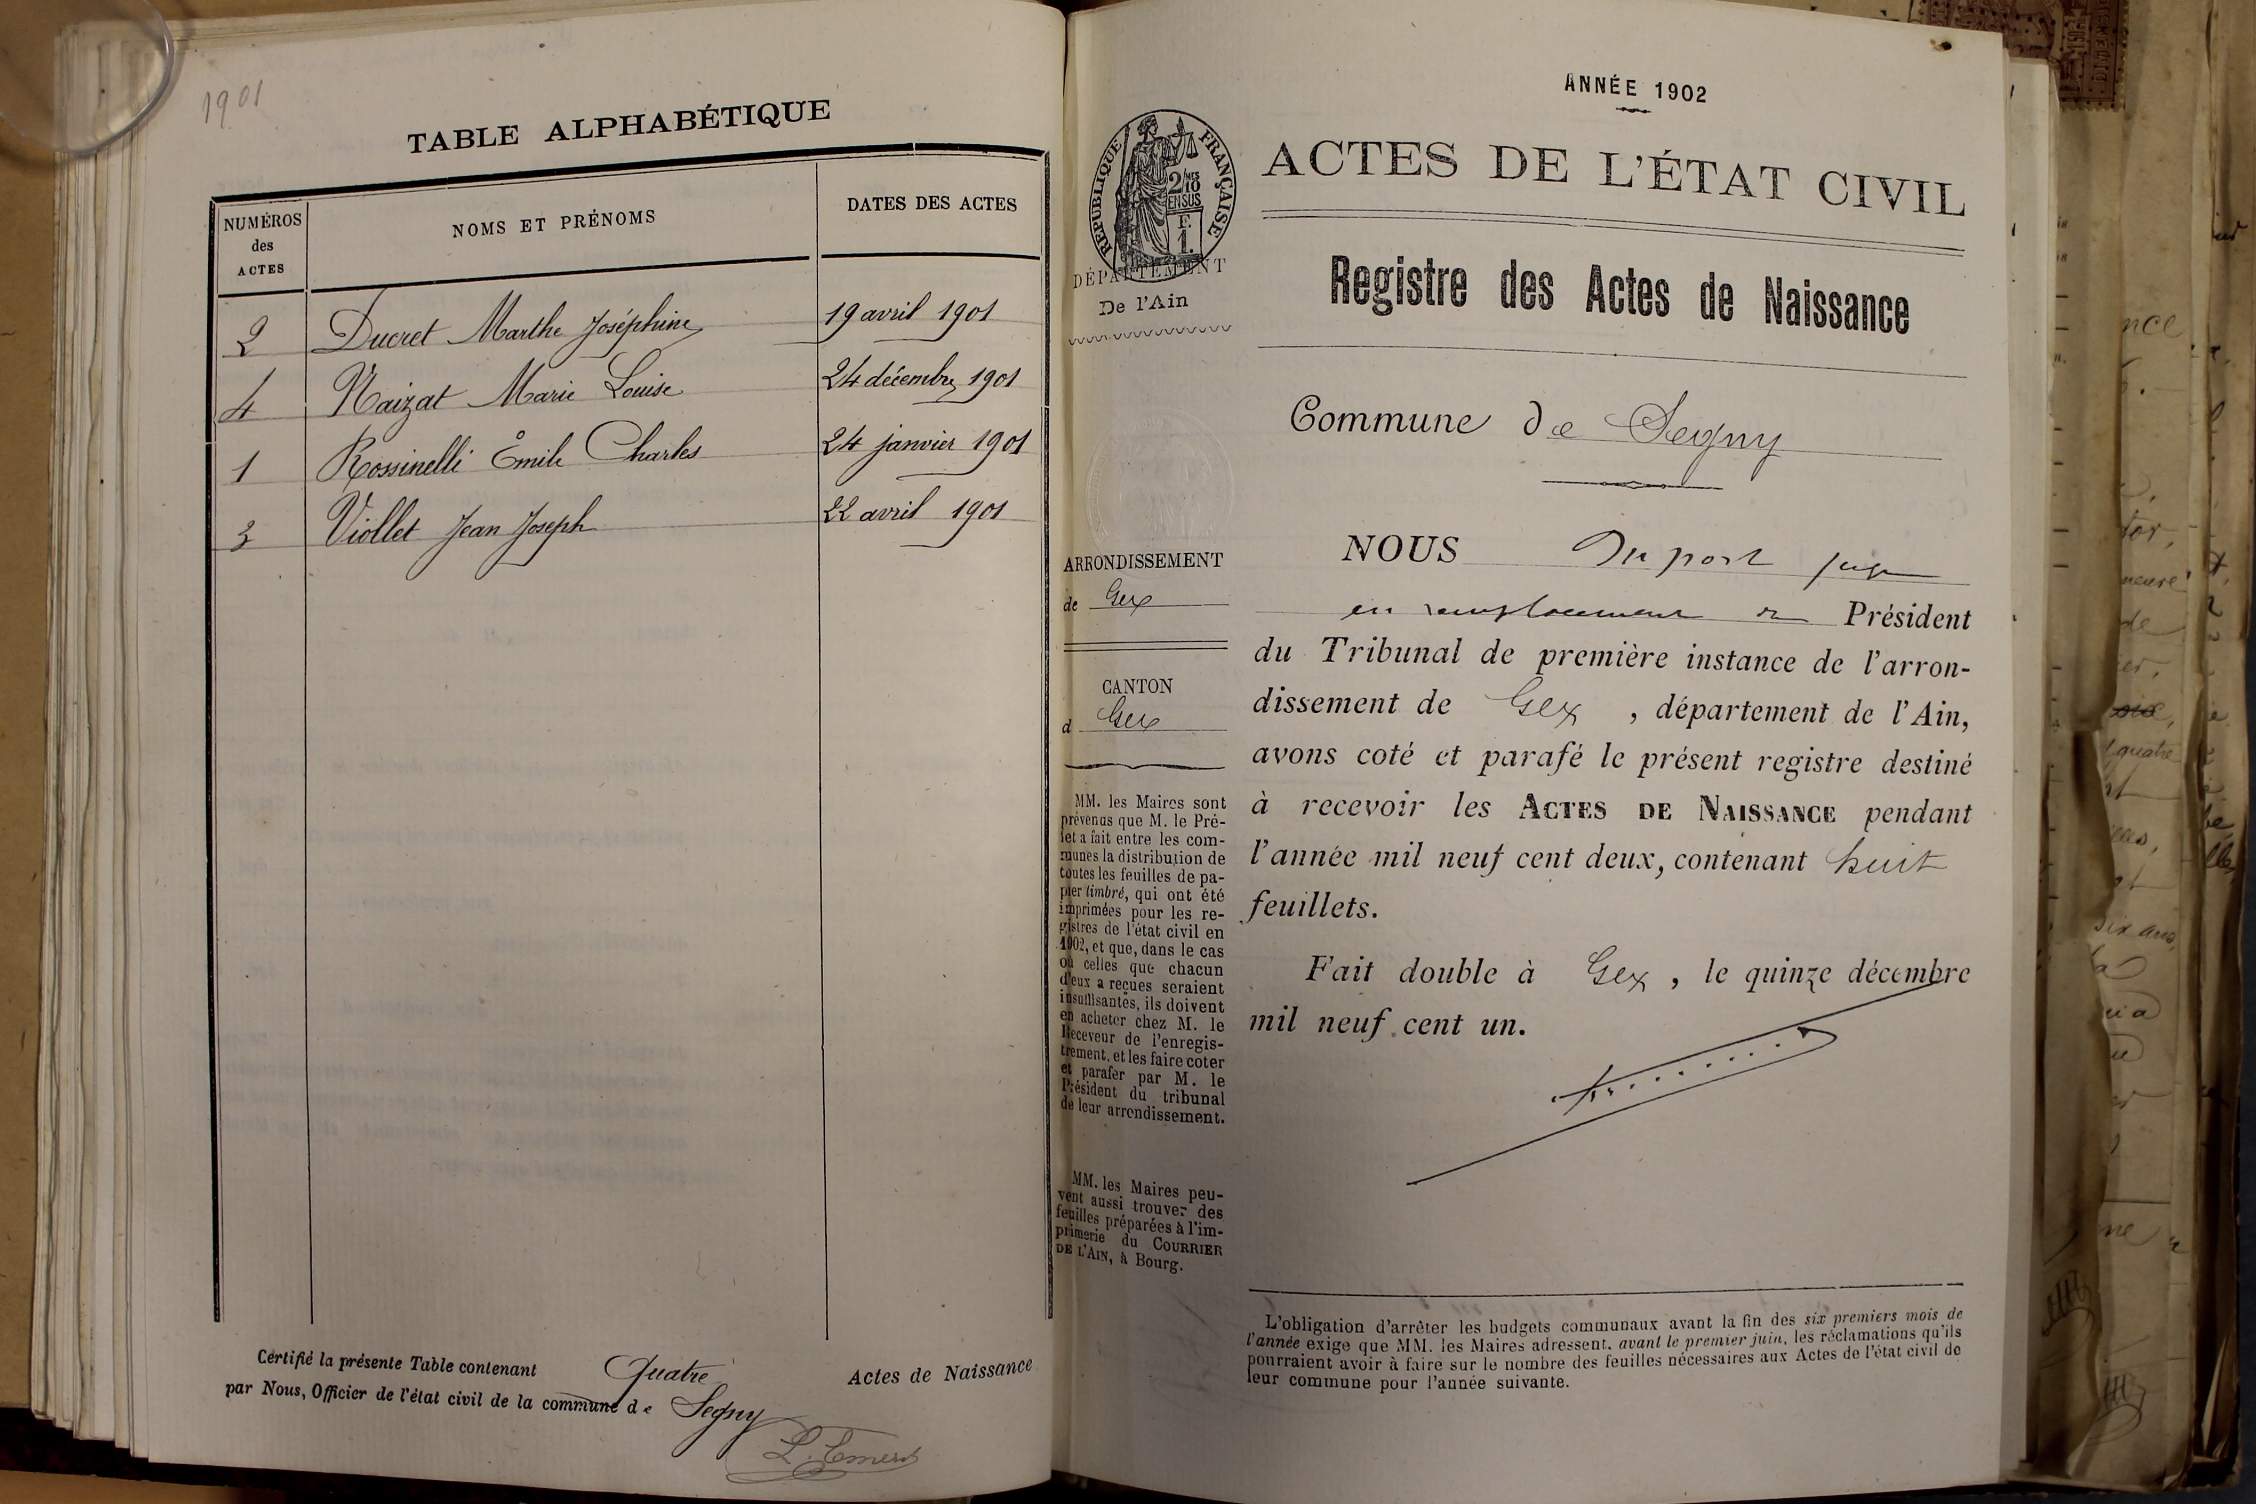 1901
TABLE ALPHABÉTIQUE
NUMÉROS
des
ACTES
NOMS ET PRÉNOMS
DATES DES ACTES
2 Ducret Marthe Joséphine 19 avril 1901
4 Naizat Marie Louise 24 décembre 1901
1 Rossinelli Émile Charles 24 janvier 1901
3 Viollet Jean Joseph 22 avril 1901
Certifié la présente Table contenant Quatre Actes de Naissance
par Nous, Officier de l'état civil de la commune de Segny
ANNÉE 1902
ACTES DE L'ÉTAT CIVIL
RÉPUBLIQUE FRANÇAISE
2/10
EN SUS
F.
1.
DÉPARTEMENT
De l'Ain
Registre des Actes de Naissance
Commune de Segny
ARRONDISSEMENT
de Gex
CANTON
d Gex
MM. les Maires sont
prévenus que M. le Pré-
fet a fait entre les com-
munes la distribution de
toutes les feuilles de pa-
pier timbré, qui ont été
imprimées pour les re-
gistres de l'état civil en
1902, et que, dans le cas
où celles que chacun
d'eux a reçues seraient
insuffisantes, ils doivent
en acheter chez M. le
Receveur de l'enregis-
trement, et les faire coter
et parafer par M. le
Président du tribunal
de leur arrondissement.
MM. les Maires peu-
vent aussi trouver des
feuilles préparées à l'im-
primerie du COURRIER
DE L'AIN, à Bourg.
NOUS Duport juge
en remplacement du Président
du Tribunal de première instance de l'arron-
dissement de Gex, département de l'Ain,
avons coté et parafé le présent registre destiné
à recevoir les ACTES DE NAISSANCE pendant
l'année mil neuf cent deux, contenant huit
feuillets.
Fait double à Gex, le quinze décembre
mil neuf cent un.
L'obligation d'arrêter les budgets communaux avant la fin des six premiers mois de
l'année exige que MM. les Maires adressent, avant le premier juin, les réclamations qu'ils
pourraient avoir à faire sur le nombre des feuilles nécessaires aux Actes de l'état civil de
leur commune pour l'année suivante.